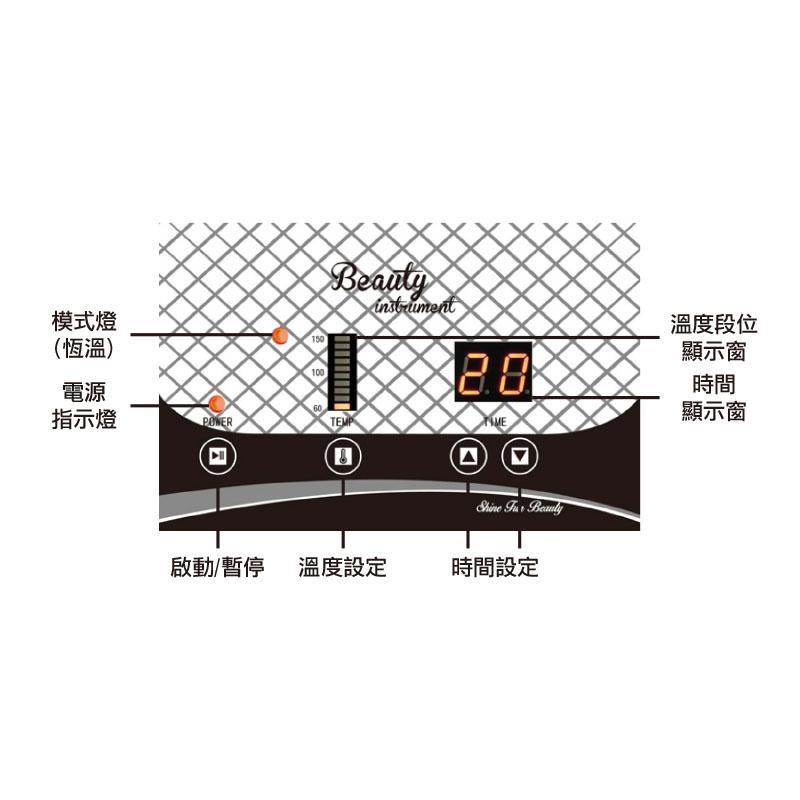 Beauty
instrument
模式燈
(恆溫)
電源
指示燈
150
100
60
20
溫度段位
顯示窗
時間
顯示窗
POWER
TEMP
TIME
Shine For Beauty
啟動/暫停
溫度設定
時間設定